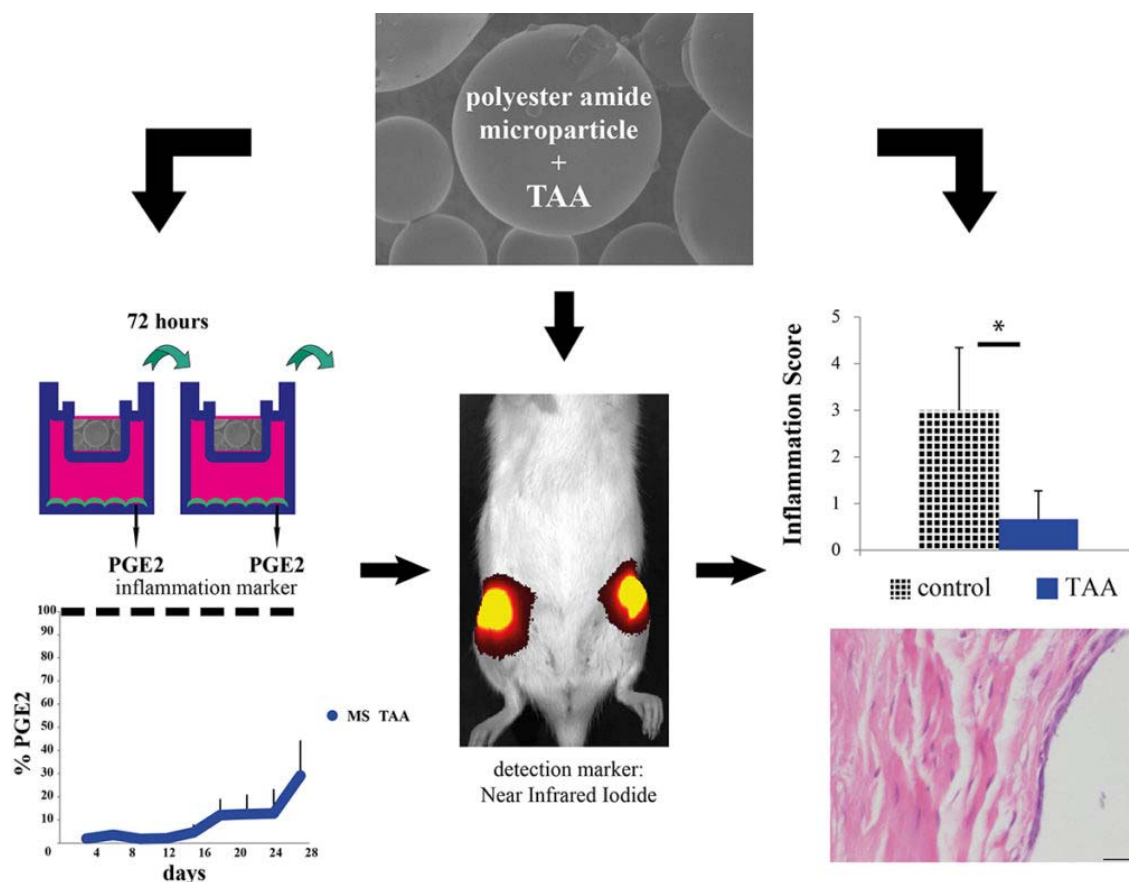 polyester amide
microparticle
+
TAA
72 hours
PGE2 PGE2
inflammation marker
100
90
80
70
60
50
40
30
20
10
0
% PGE2
4 8 12 16 20 24 28
days
MS TAA
detection marker:
Near Infrared Iodide
5
4
3
2
1
0
Inflammation Score
*
control TAA